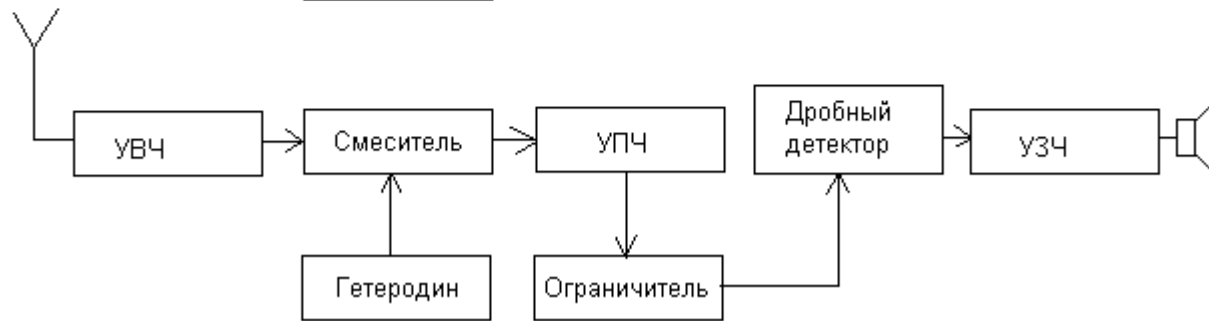 УВЧ
Смеситель
УПЧ
Дробный
детектор
УЗЧ
Гетеродин
Ограничитель